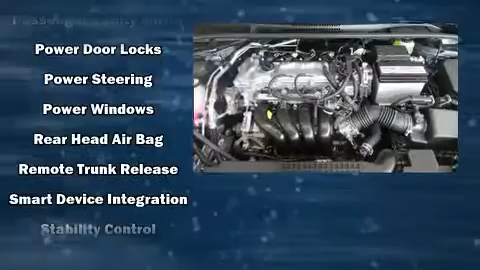 Power Door Locks
Power Steering
Power Windows
Rear Head Air Bag
Remote Trunk Release
Smart Device Integration
Stability Control